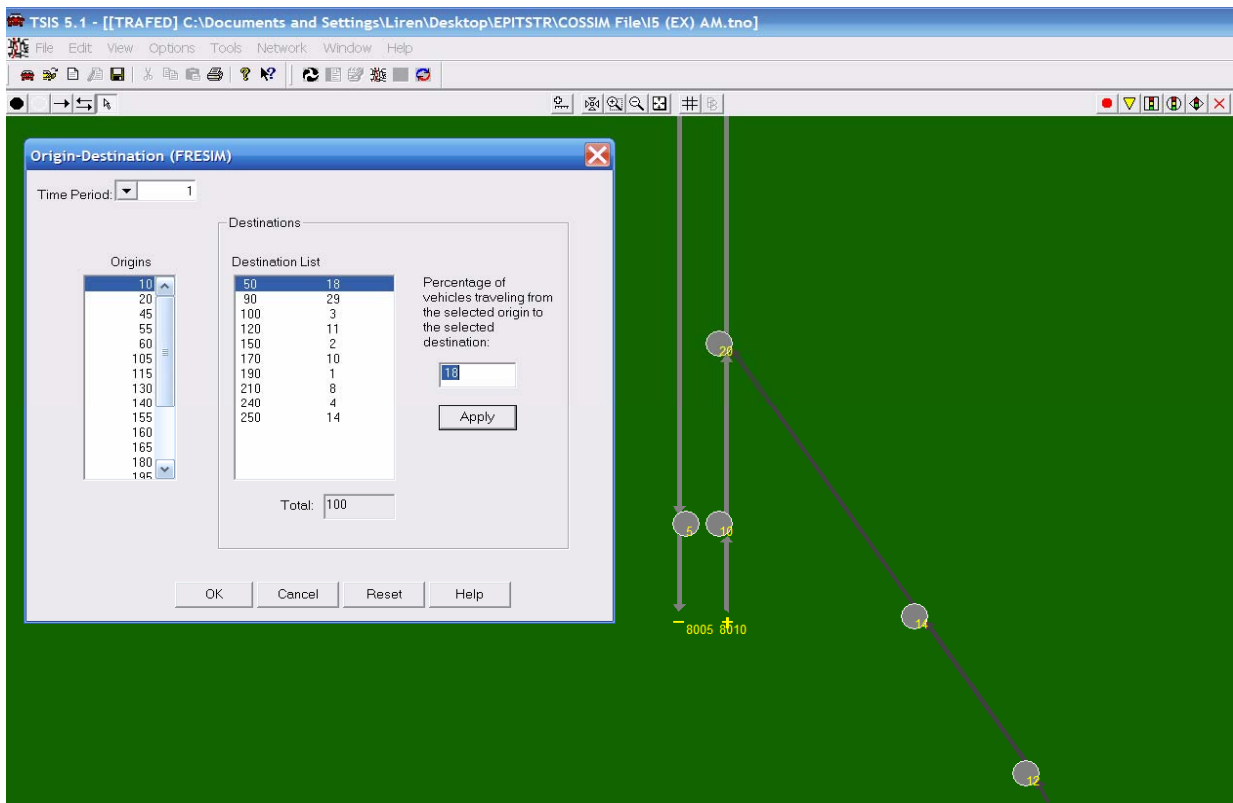 TSIS 5.1 - [[TRAFED] C:\Documents and Settings\Liren\Desktop\EPITSTR\COSSIM File\I5 (EX) AM.tno]
File Edit View Options Tools Network Window Help
Origin-Destination (FRESIM)
Time Period: 1
Destinations
Origins
Destination List
10
20
45
55
60
105
115
130
140
155
160
165
180
195
50 18
90 29
100 3
120 11
150 2
170 10
190 1
210 8
240 4
250 14
Percentage of
vehicles traveling from
the selected origin to
the selected
destination:
18
Apply
Total: 100
OK Cancel Reset Help
20
5 10
8005 8010
14
12